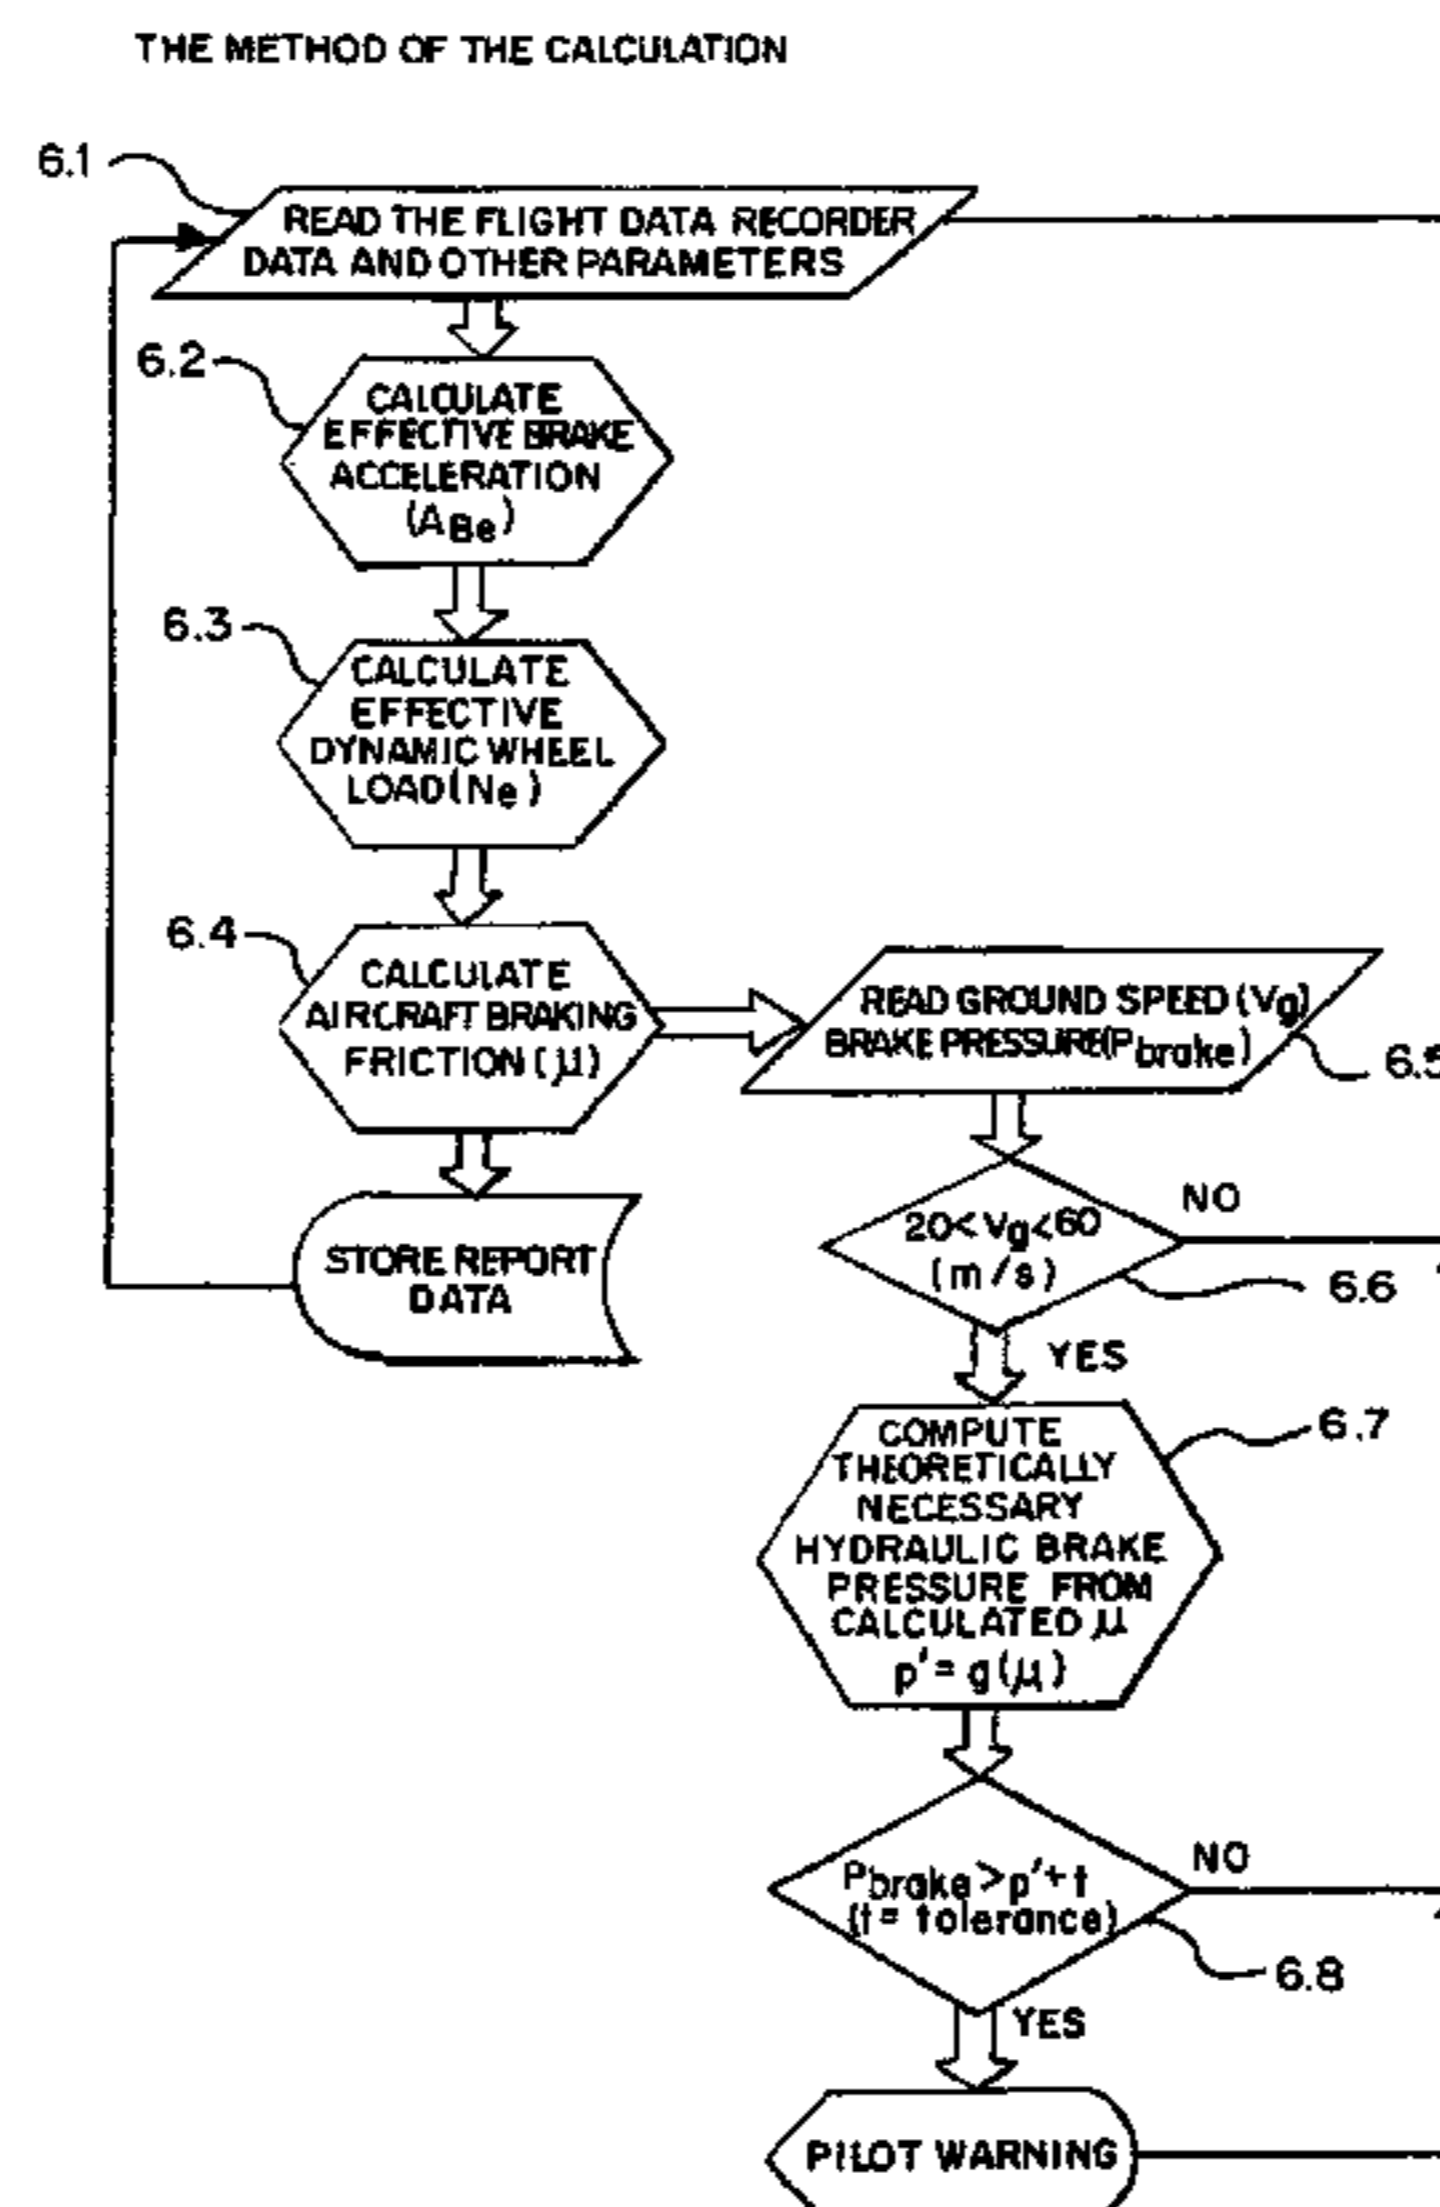 THE METHOD OF THE CALCULATION
6.1
READ THE FLIGHT DATA RECORDER
DATA AND OTHER PARAMETERS
6.2
CALCULATE
EFFECTIVE BRAKE
ACCELERATION
(ABe)
6.3
CALCULATE
EFFECTIVE
DYNAMIC WHEEL
LOAD(Ne)
6.4
CALCULATE
AIRCRAFT BRAKING
FRICTION (μ)
READ GROUND SPEED (Vg)
BRAKE PRESSURE(Pbrake)
6.5
STORE REPORT
DATA
20<Vg<60
(m/s)
NO
6.6
YES
COMPUTE
THEORETICALLY
NECESSARY
HYDRAULIC BRAKE
PRESSURE FROM
CALCULATED μ
p'= g(μ)
6.7
Pbrake>p'+t
(t= tolerance)
NO
6.8
YES
PILOT WARNING